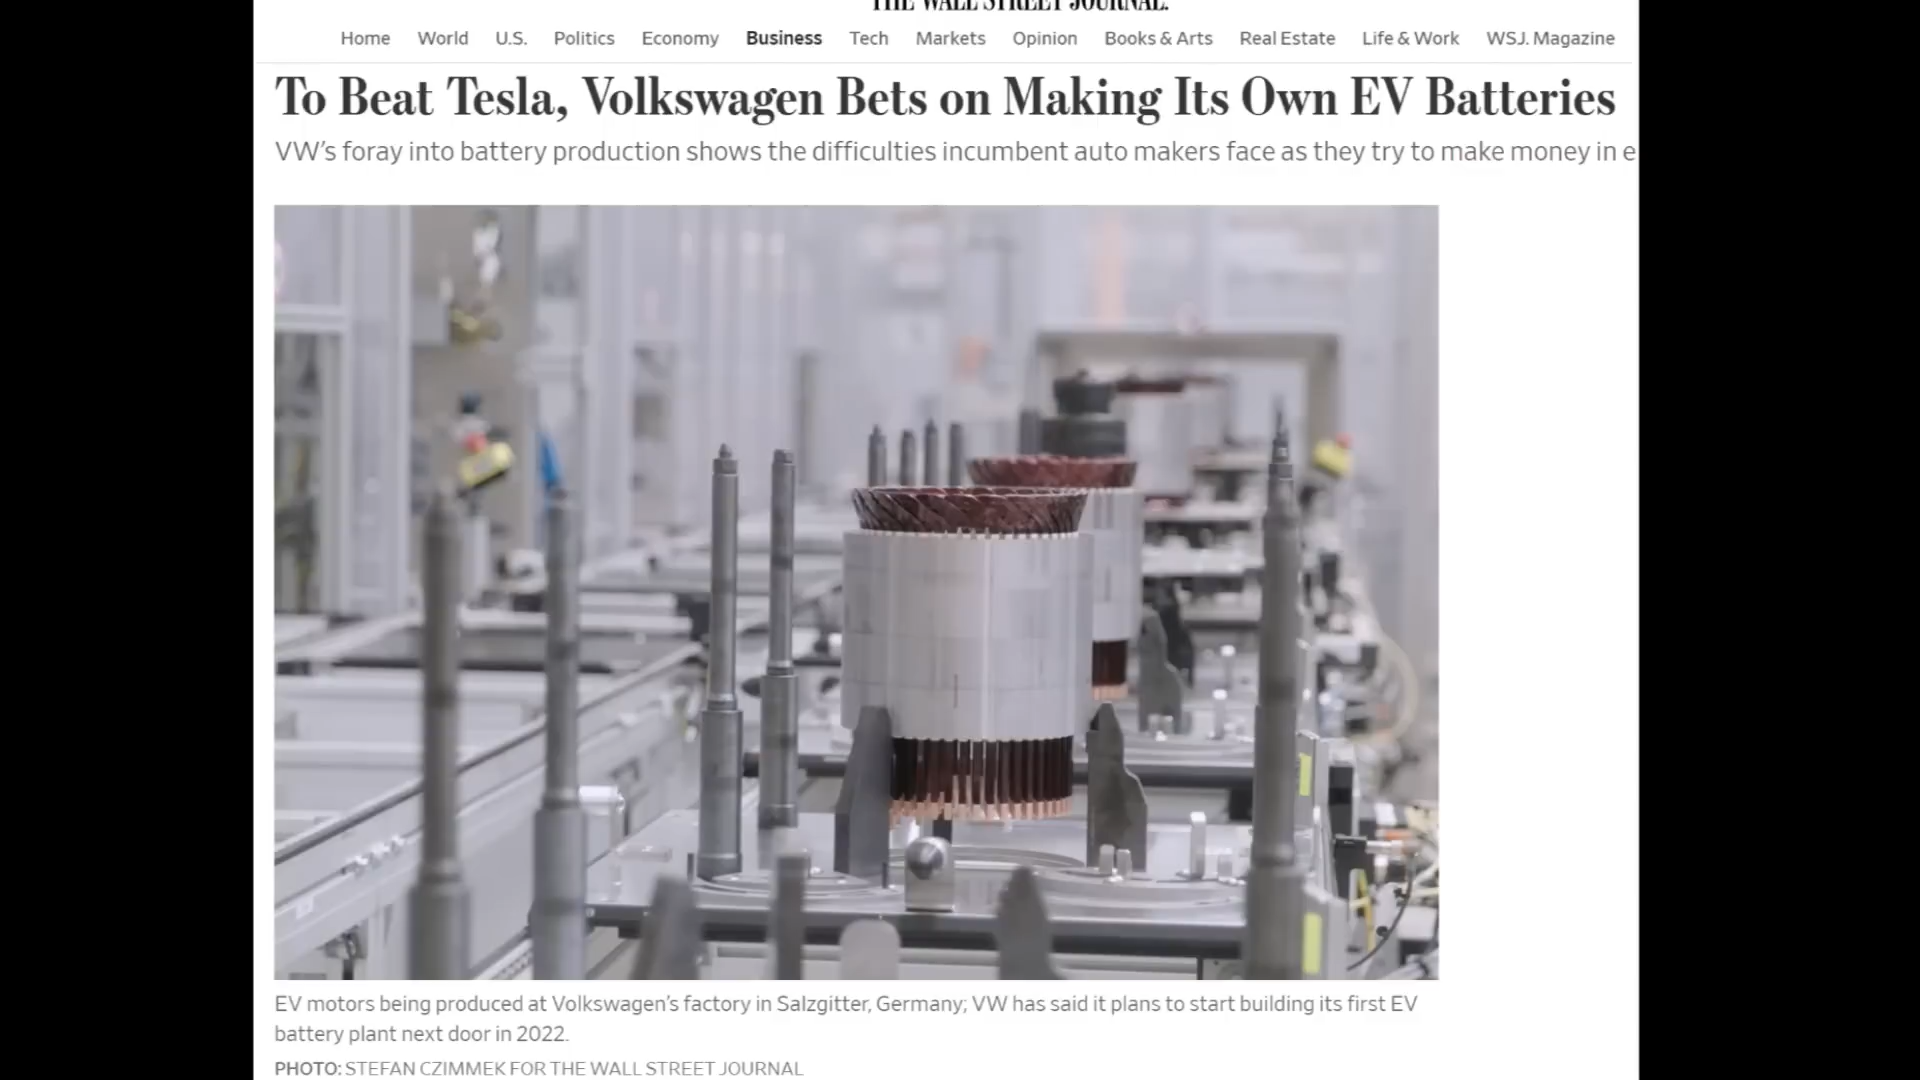 THE WALL STREET JOURNAL.
Home World U.S. Politics Economy Business Tech Markets Opinion Books & Arts Real Estate Life & Work WSJ. Magazine
To Beat Tesla, Volkswagen Bets on Making Its Own EV Batteries
VW's foray into battery production shows the difficulties incumbent auto makers face as they try to make money in e
EV motors being produced at Volkswagen's factory in Salzgitter, Germany; VW has said it plans to start building its first EV
battery plant next door in 2022.
PHOTO: STEFAN CZIMMEK FOR THE WALL STREET JOURNAL